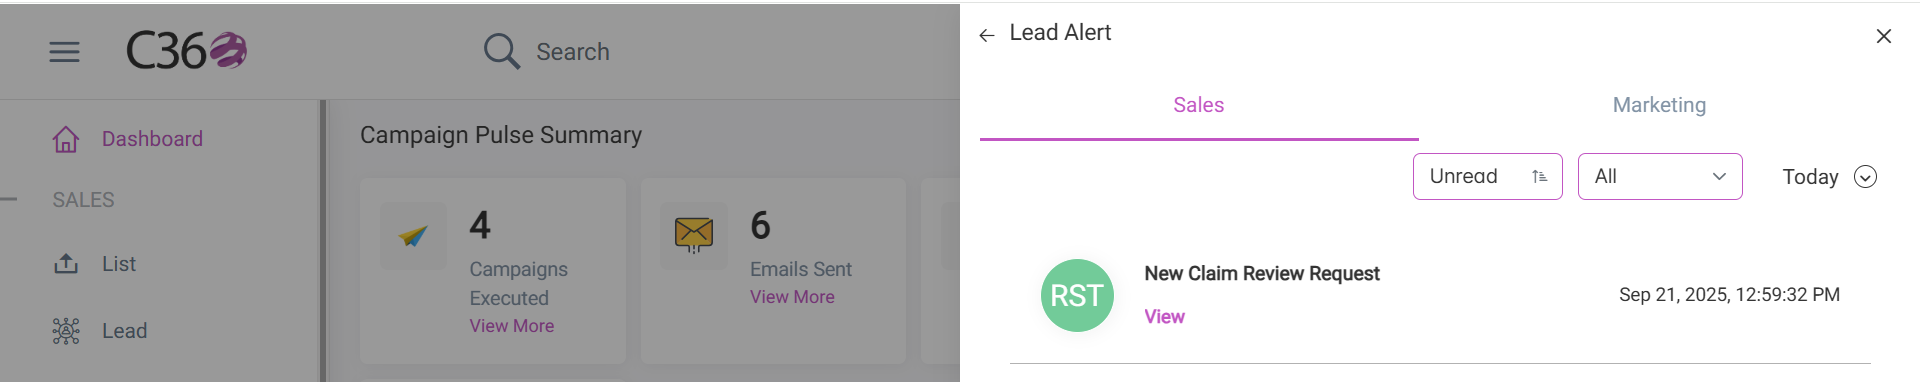 C360
Search
Dashboard
SALES
List
Lead
Campaign Pulse Summary
4
Campaigns
Executed
View More
6
Emails Sent
View More
Lead Alert
Sales
Marketing
Unread
All
Today
RST
New Claim Review Request
View
Sep 21, 2025, 12:59:32 PM